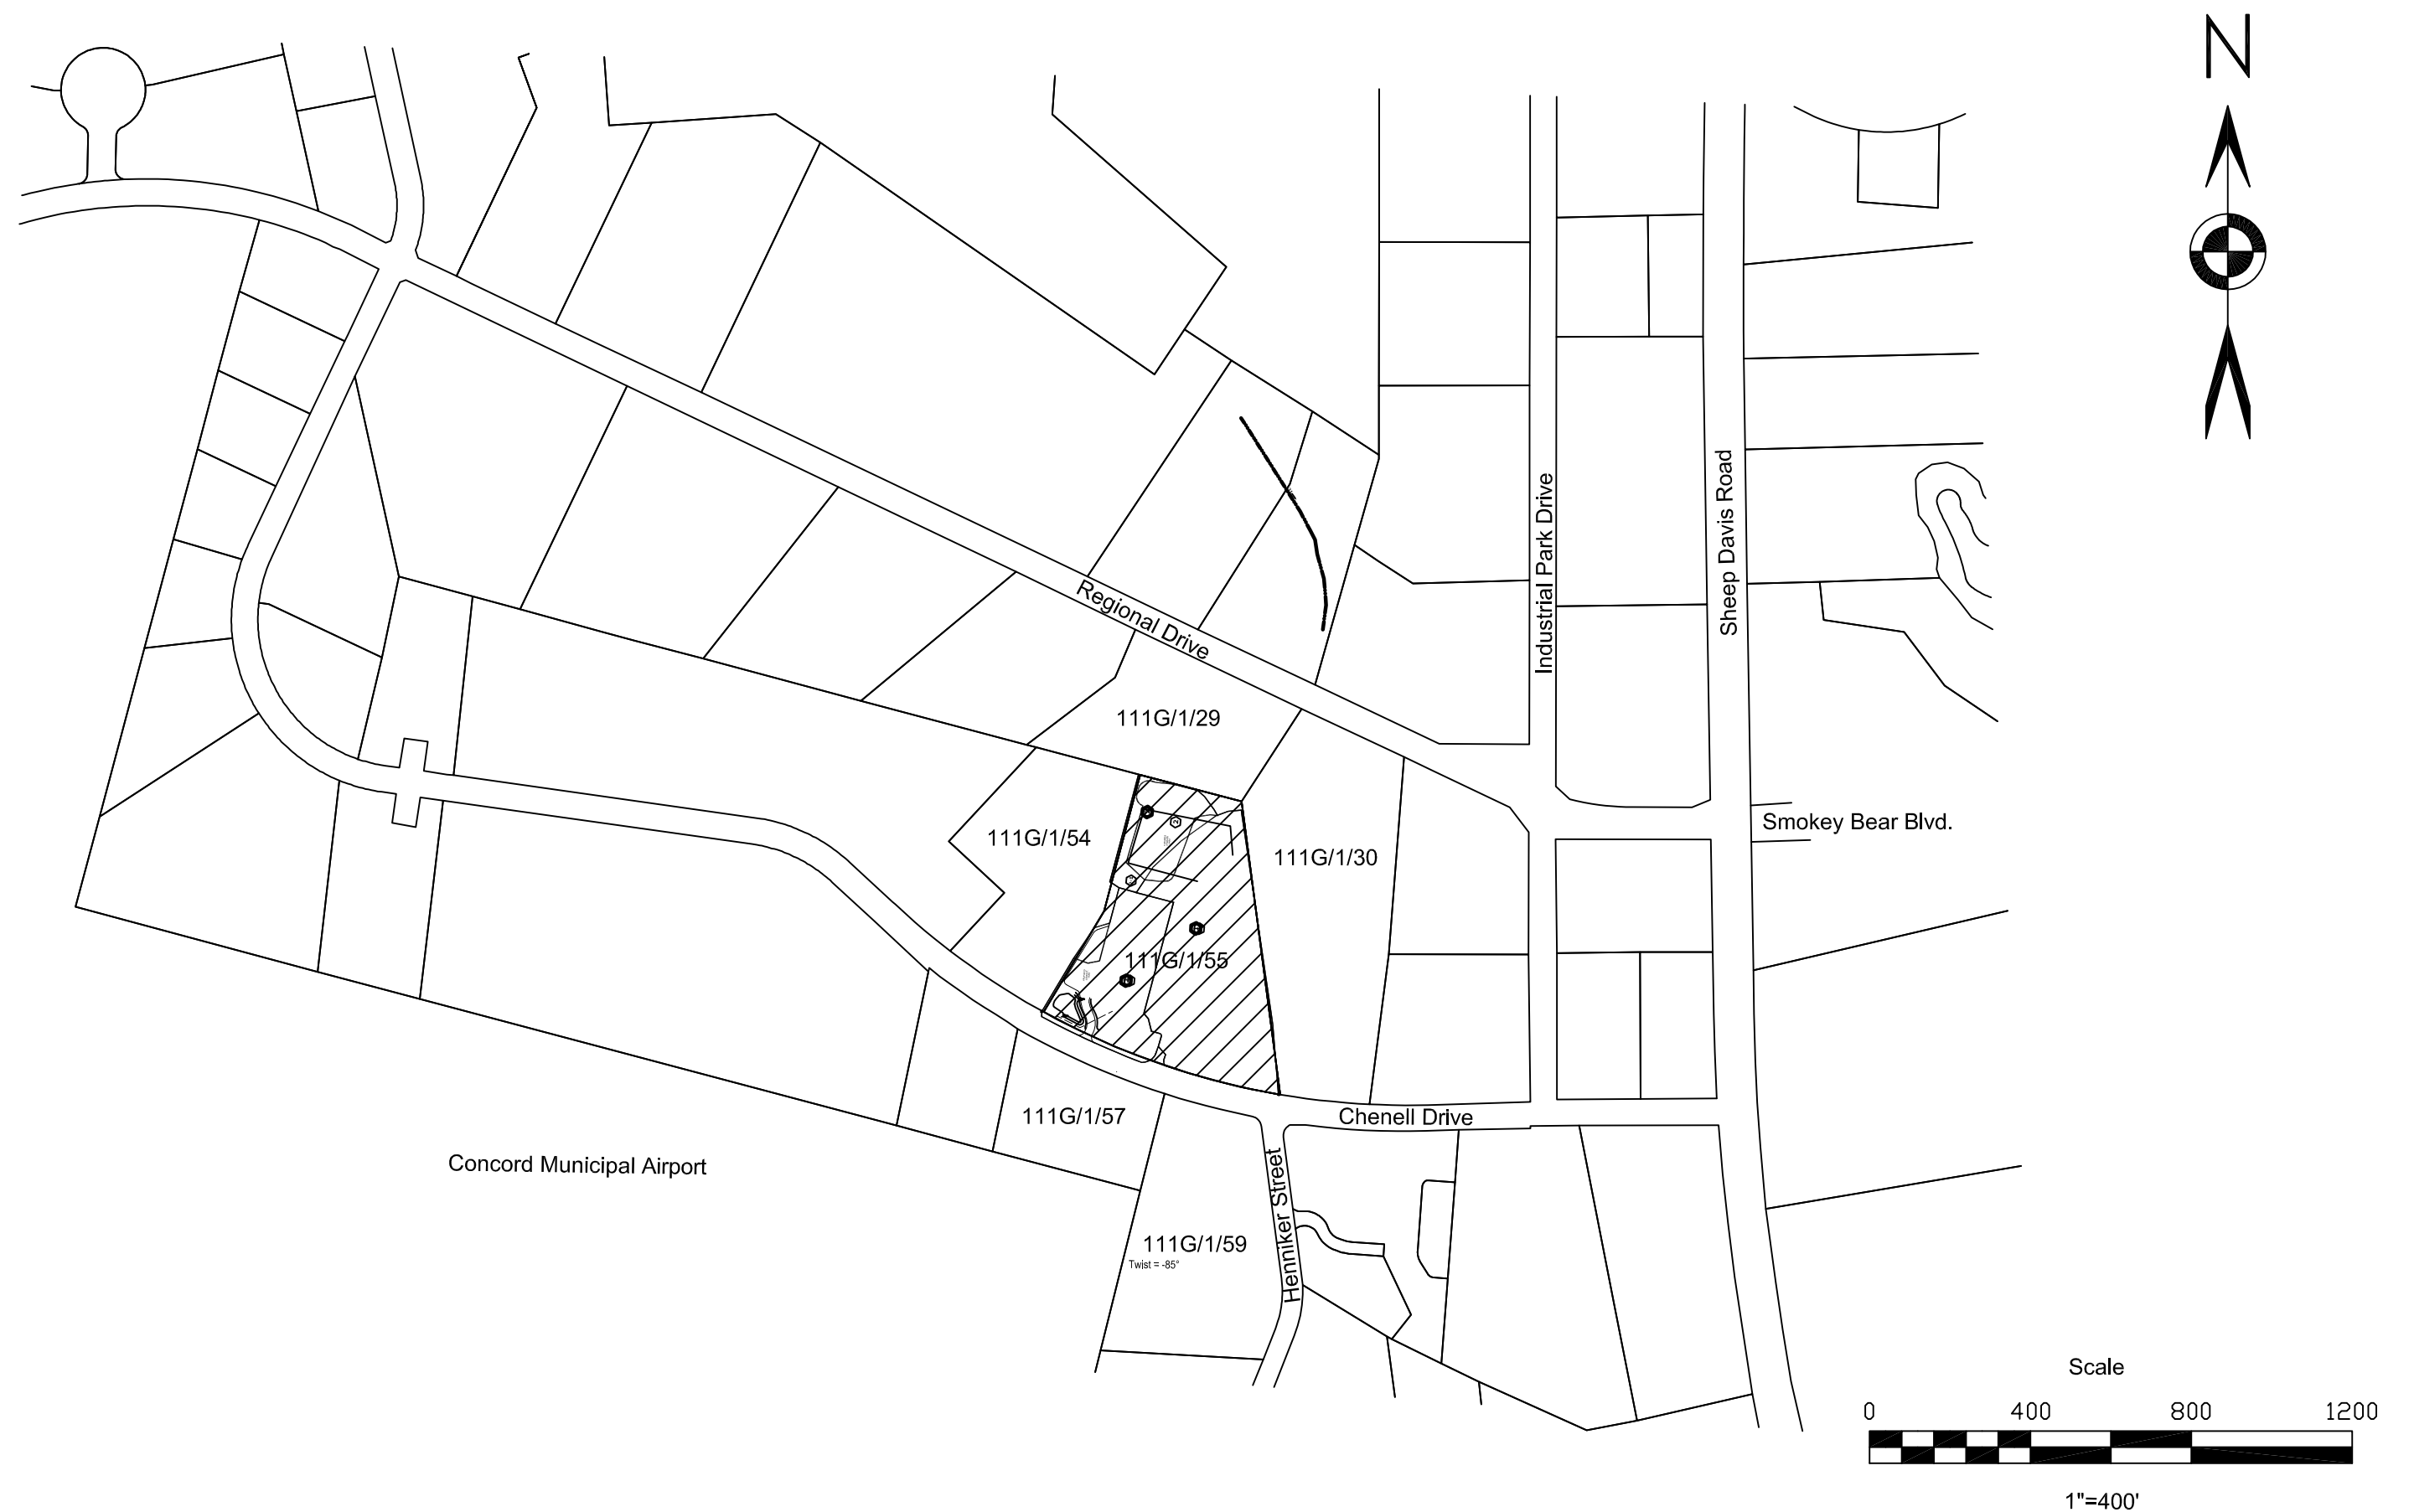 N
Industrial Park Drive
Sheep Davis Road
Regional Drive
111G/1/29
Smokey Bear Blvd.
111G/1/54
111G/1/30
111G/1/55
111G/1/57
Chenell Drive
Concord Municipal Airport
Henniker Street
111G/1/59
Twist = -85°
Scale
0 400 800 1200
1"=400'